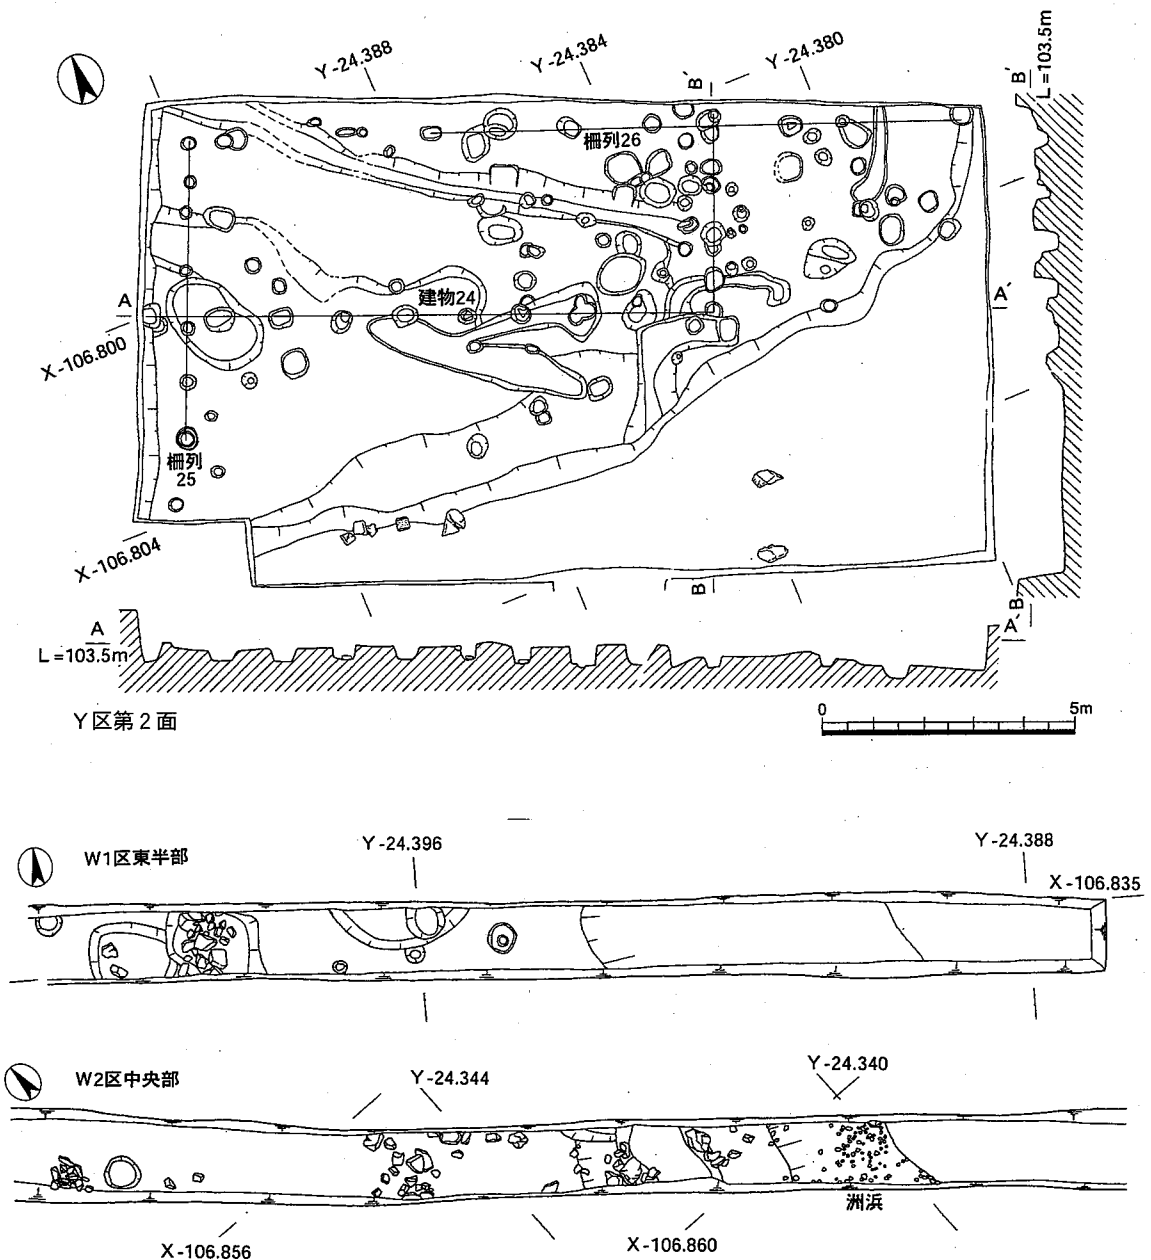 Y-24.388
Y-24.384
Y-24.380
B B´
B´ L=103.5m
柵列26
建物24
A A´
X-106.800
柵列
25
X-106.804
B
B
A A´
L=103.5m
Y区第2面
0 5m
W1区東半部
Y-24.396
Y-24.388
X-106.835
W2区中央部
Y-24.344
Y-24.340
洲浜
X-106.856
X-106.860